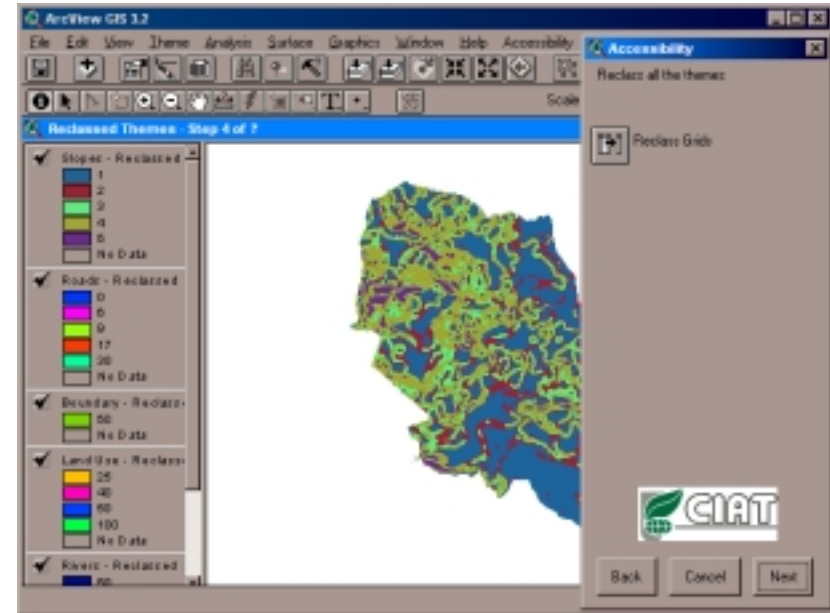 ArcView GIS 3.2
File Edit View Theme Analysis Surface Graphics Window Help Accessibility
Scale
Reclassed Themes - Step 4 of 7
Slopes - Reclassed
1
2
3
4
5
No Data
Roads - Reclassed
0
6
9
17
20
No Data
Boundary - Reclass
50
No Data
Land Use - Reclass
25
40
60
100
No Data
Rivers - Reclassed
Accessibility
Reclass all the themes
Reclass Grids
CIAT
Back Cancel Next